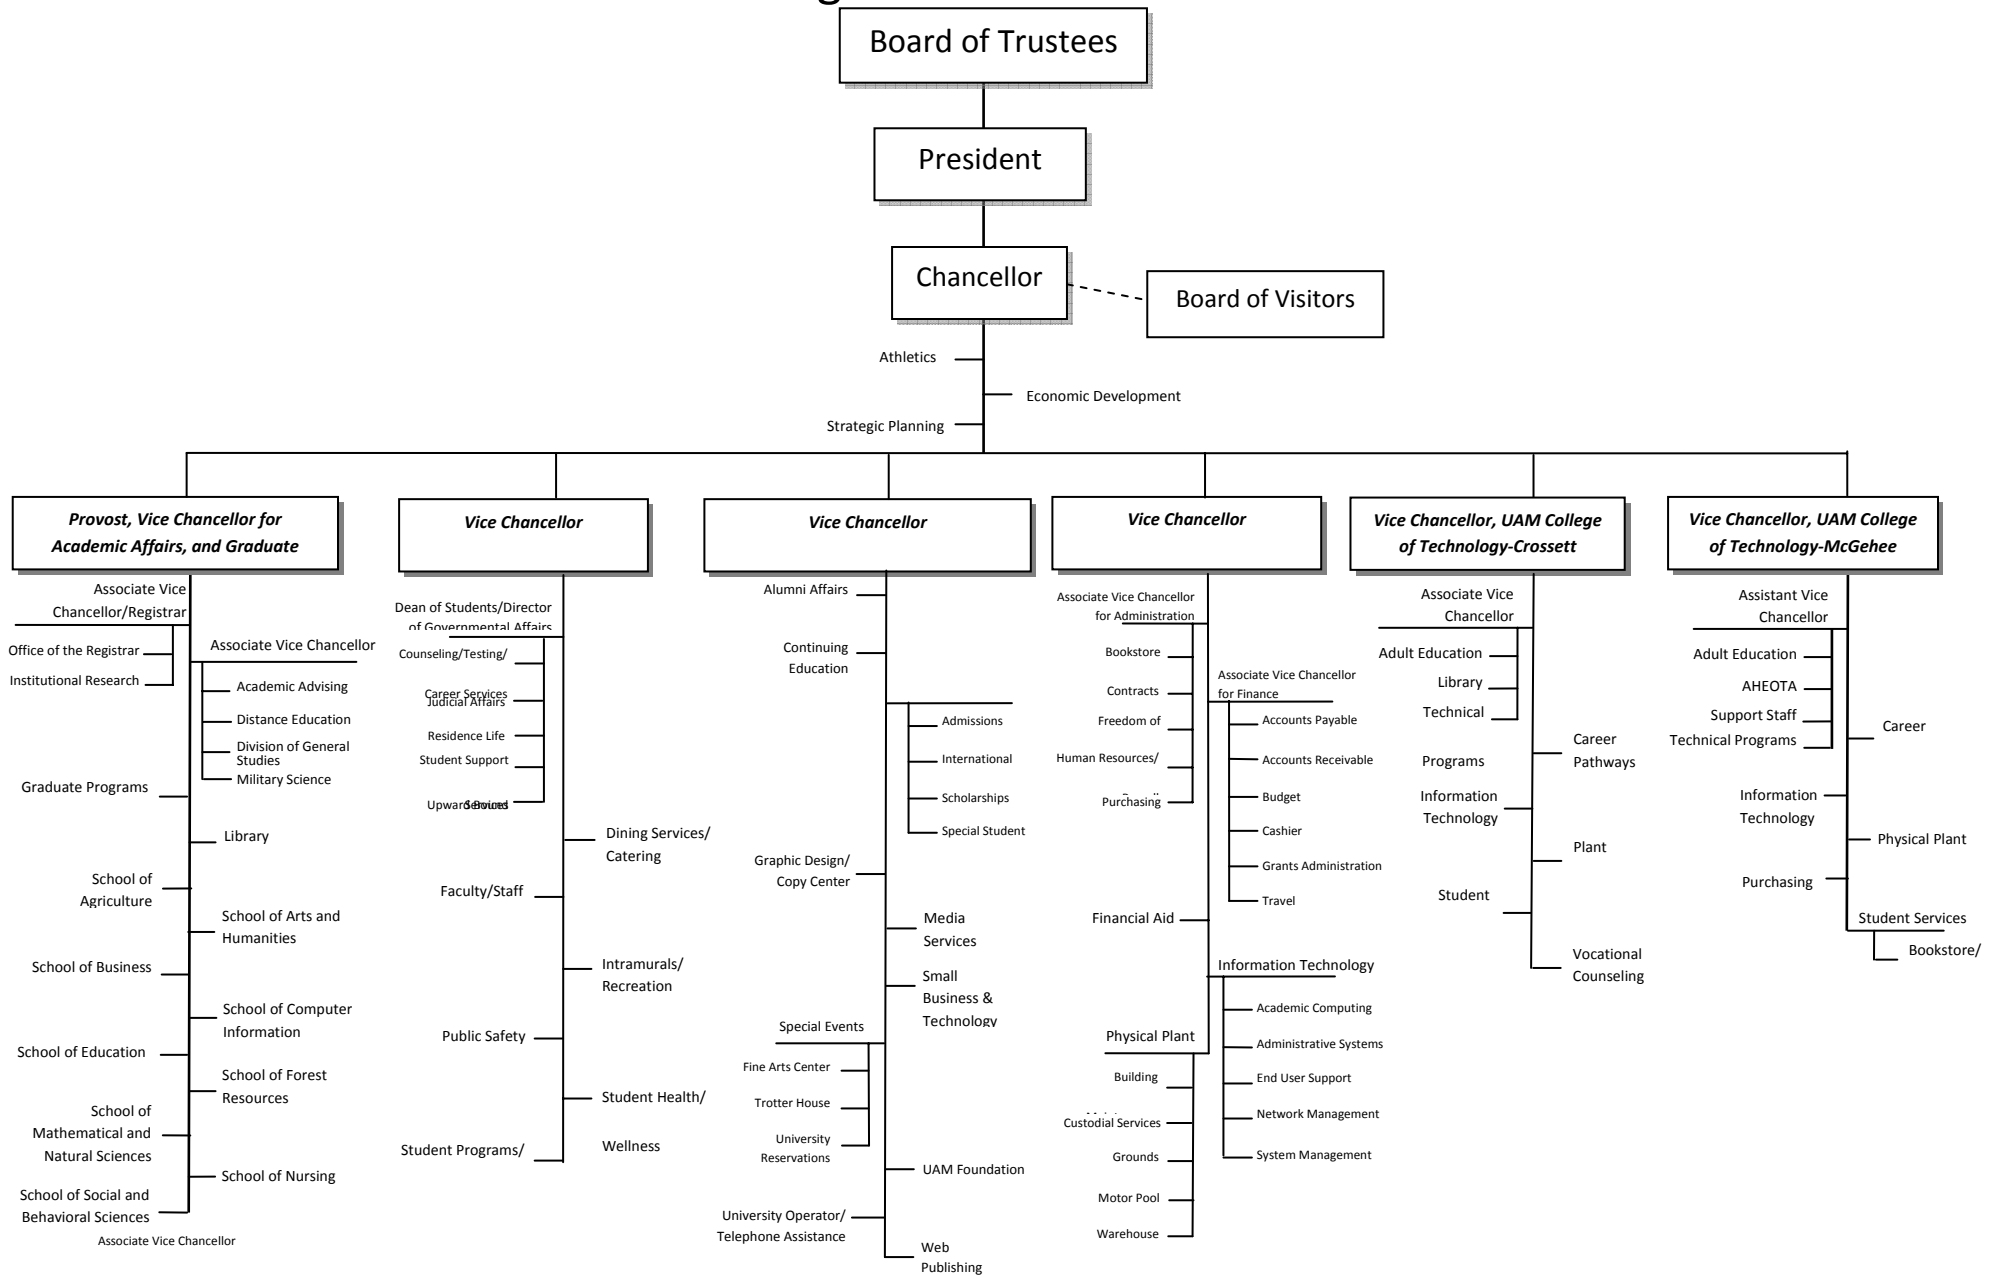 Board of Trustees
President
Chancellor
Board of Visitors
Athletics
Economic Development
Strategic Planning
Provost, Vice Chancellor for
Academic Affairs, and Graduate
Associate Vice
Chancellor/Registrar
Office of the Registrar
Institutional Research
Associate Vice Chancellor
Academic Advising
Distance Education
Division of General
Studies
Military Science
Graduate Programs
Library
School of
Agriculture
School of Arts and
Humanities
School of Business
School of Computer
Information
School of Education
School of Forest
Resources
School of
Mathematical and
Natural Sciences
School of Nursing
School of Social and
Behavioral Sciences
Associate Vice Chancellor
Vice Chancellor
Dean of Students/Director
of Governmental Affairs
Counseling/Testing/
Career Services
Judicial Affairs
Residence Life
Student Support
Services
Upward Bound
Dining Services/
Catering
Faculty/Staff
Intramurals/
Recreation
Public Safety
Student Health/
Wellness
Student Programs/
Vice Chancellor
Alumni Affairs
Continuing
Education
Admissions
International
Scholarships
Special Student
Graphic Design/
Copy Center
Media
Services
Small
Business &
Technology
Special Events
Fine Arts Center
Trotter House
University
Reservations
UAM Foundation
University Operator/
Telephone Assistance
Web
Publishing
Vice Chancellor
Associate Vice Chancellor
for Administration
Bookstore
Contracts
Freedom of
Human Resources/
Purchasing
Associate Vice Chancellor
for Finance
Accounts Payable
Accounts Receivable
Budget
Cashier
Grants Administration
Travel
Financial Aid
Information Technology
Academic Computing
Administrative Systems
End User Support
Network Management
System Management
Physical Plant
Building
Custodial Services
Grounds
Motor Pool
Warehouse
Vice Chancellor, UAM College
of Technology-Crossett
Associate Vice
Chancellor
Adult Education
Library
Technical
Programs
Career
Pathways
Information
Technology
Plant
Student
Vocational
Counseling
Vice Chancellor, UAM College
of Technology-McGehee
Assistant Vice
Chancellor
Adult Education
AHEOTA
Support Staff
Technical Programs
Career
Information
Technology
Physical Plant
Purchasing
Student Services
Bookstore/